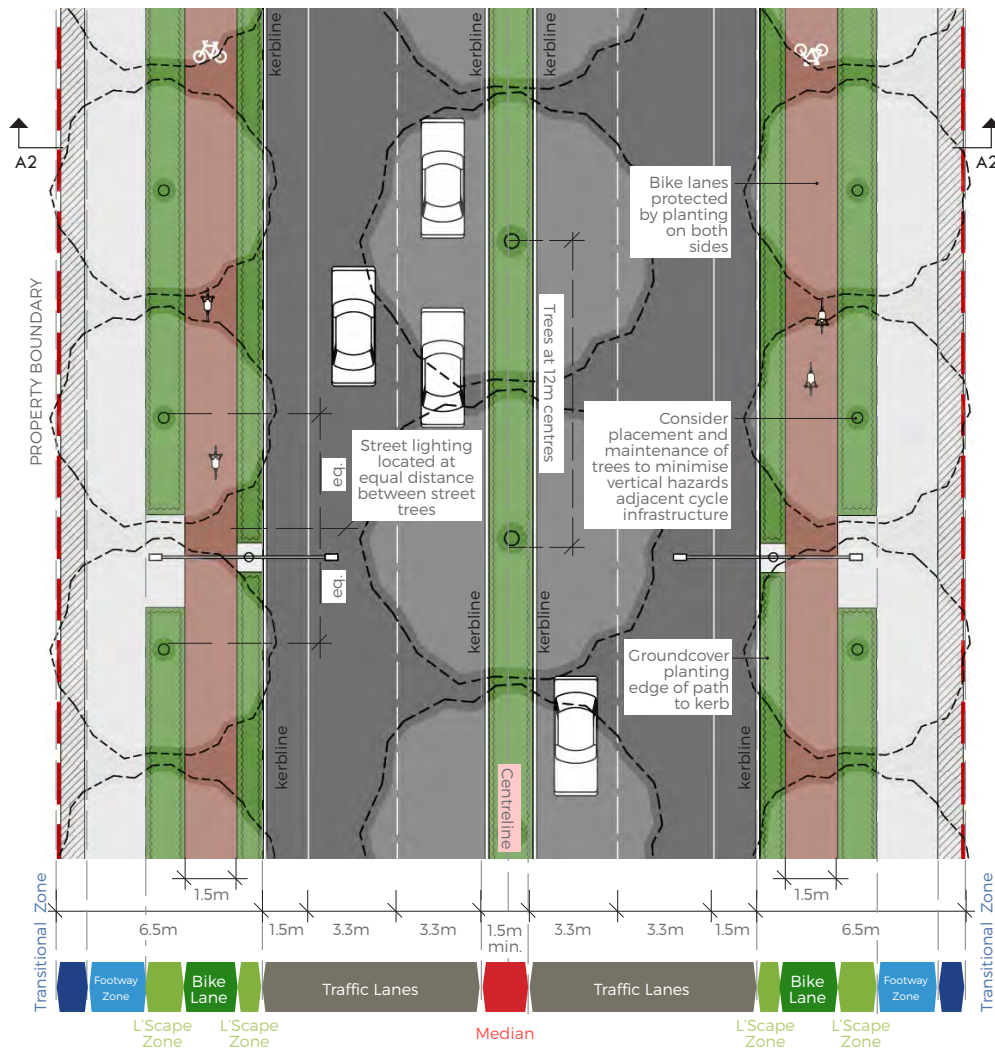 kerbline
kerbline
kerbline
kerbline
A2
A2
Bike lanes
protected
by planting
on both
sides
PROPERTY BOUNDARY
Trees at 12m centres
Street lighting
located at
equal distance
between street
trees
eq.
eq.
Consider
placement and
maintenance of
trees to minimise
vertical hazards
adjacent cycle
infrastructure
kerbline
kerbline
Groundcover
planting
edge of path
to kerb
kerbline
kerbline
Centreline
1.5m
1.5m
6.5m
1.5m
3.3m
3.3m
1.5m
min.
3.3m
3.3m
1.5m
6.5m
Transitional Zone
Footway
Zone
Bike
Lane
Traffic Lanes
Traffic Lanes
Bike
Lane
Footway
Zone
Transitional Zone
L'Scape
Zone
L'Scape
Zone
Median
L'Scape
Zone
L'Scape
Zone